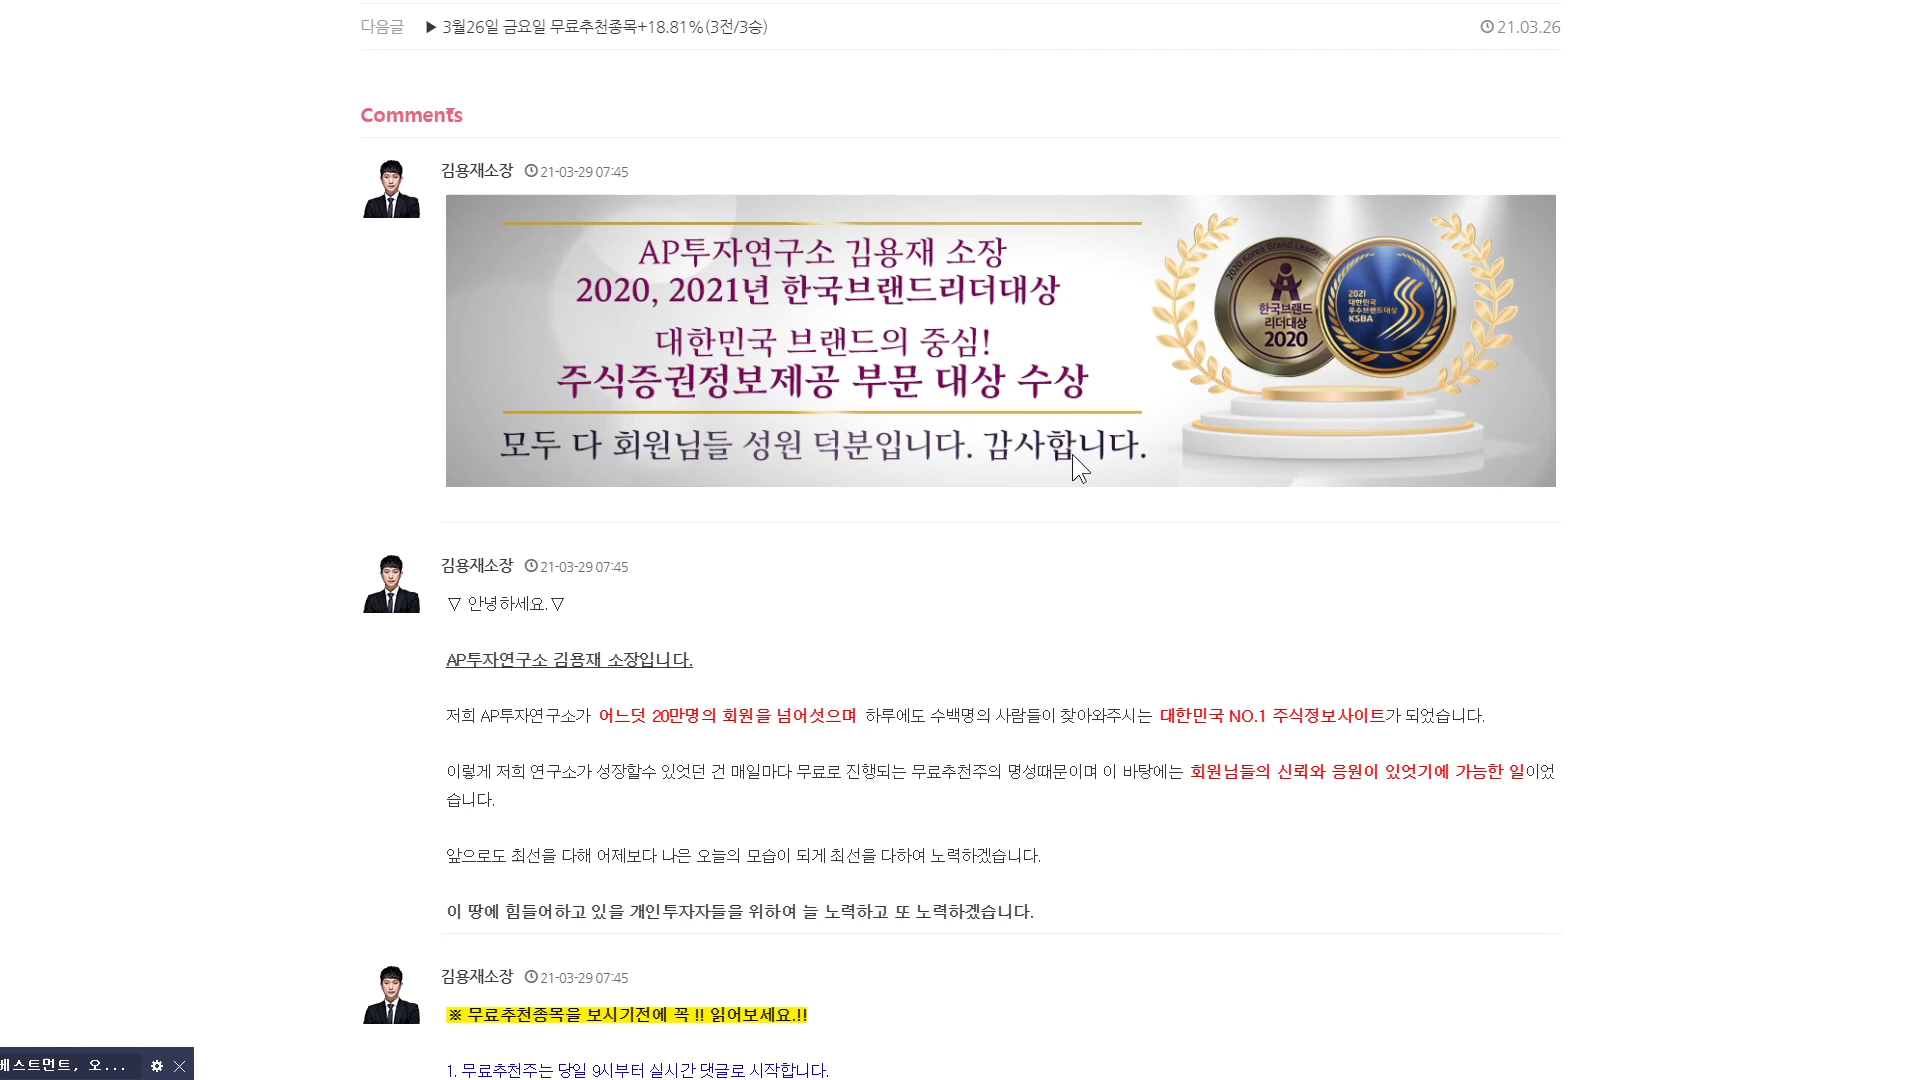 다음글 ▶ 3월26일 금요일 무료추천종목+18.81%(3전/3승) 21.03.26
Comments
김용재소장 21-03-29 07:45
AP투자연구소 김용재 소장
2020, 2021년 한국브랜드리더대상
대한민국 브랜드의 중심!
주식증권정보제공 부문 대상 수상
모두 다 회원님들 성원 덕분입니다. 감사합니다.
2020 Korea Brand Leader
한국브랜드
리더대상
2020
2021
대한민국
우수브랜드대상
KSBA
김용재소장 21-03-29 07:45
▽ 안녕하세요.▽
AP투자연구소 김용재 소장입니다.
저희 AP투자연구소가 어느덧 20만명의 회원을 넘어섯으며 하루에도 수백명의 사람들이 찾아와주시는 대한민국 NO.1 주식정보사이트가 되었습니다.
이렇게 저희 연구소가 성장할수 있엇던 건 매일마다 무료로 진행되는 무료추천주의 명성때문이며 이 바탕에는 회원님들의 신뢰와 응원이 있엇기에 가능한 일이었
습니다.
앞으로도 최선을 다해 어제보다 나은 오늘의 모습이 되게 최선을 다하여 노력하겠습니다.
이 땅에 힘들어하고 있을 개인투자자들을 위하여 늘 노력하고 또 노력하겠습니다.
김용재소장 21-03-29 07:45
※ 무료추천종목을 보시기전에 꼭 !! 읽어보세요.!!
1. 무료추천주는 당일 9시부터 실시간 댓글로 시작합니다.
베스트먼트, 오...